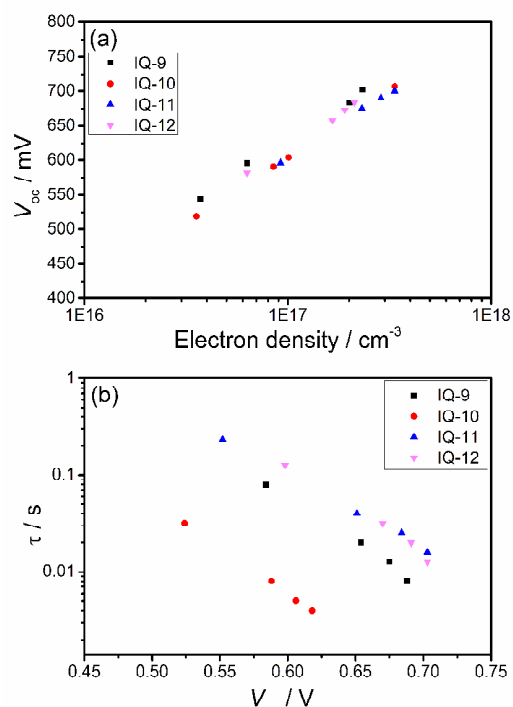 (a)
IQ-9
IQ-10
IQ-11
IQ-12
800
750
700
650
600
550
500
450
400
V_oc / mV
1E16 1E17 1E18
Electron density / cm⁻³
(b)
IQ-9
IQ-10
IQ-11
IQ-12
1
0.1
0.01
τ / s
0.45 0.50 0.55 0.60 0.65 0.70 0.75
V / V